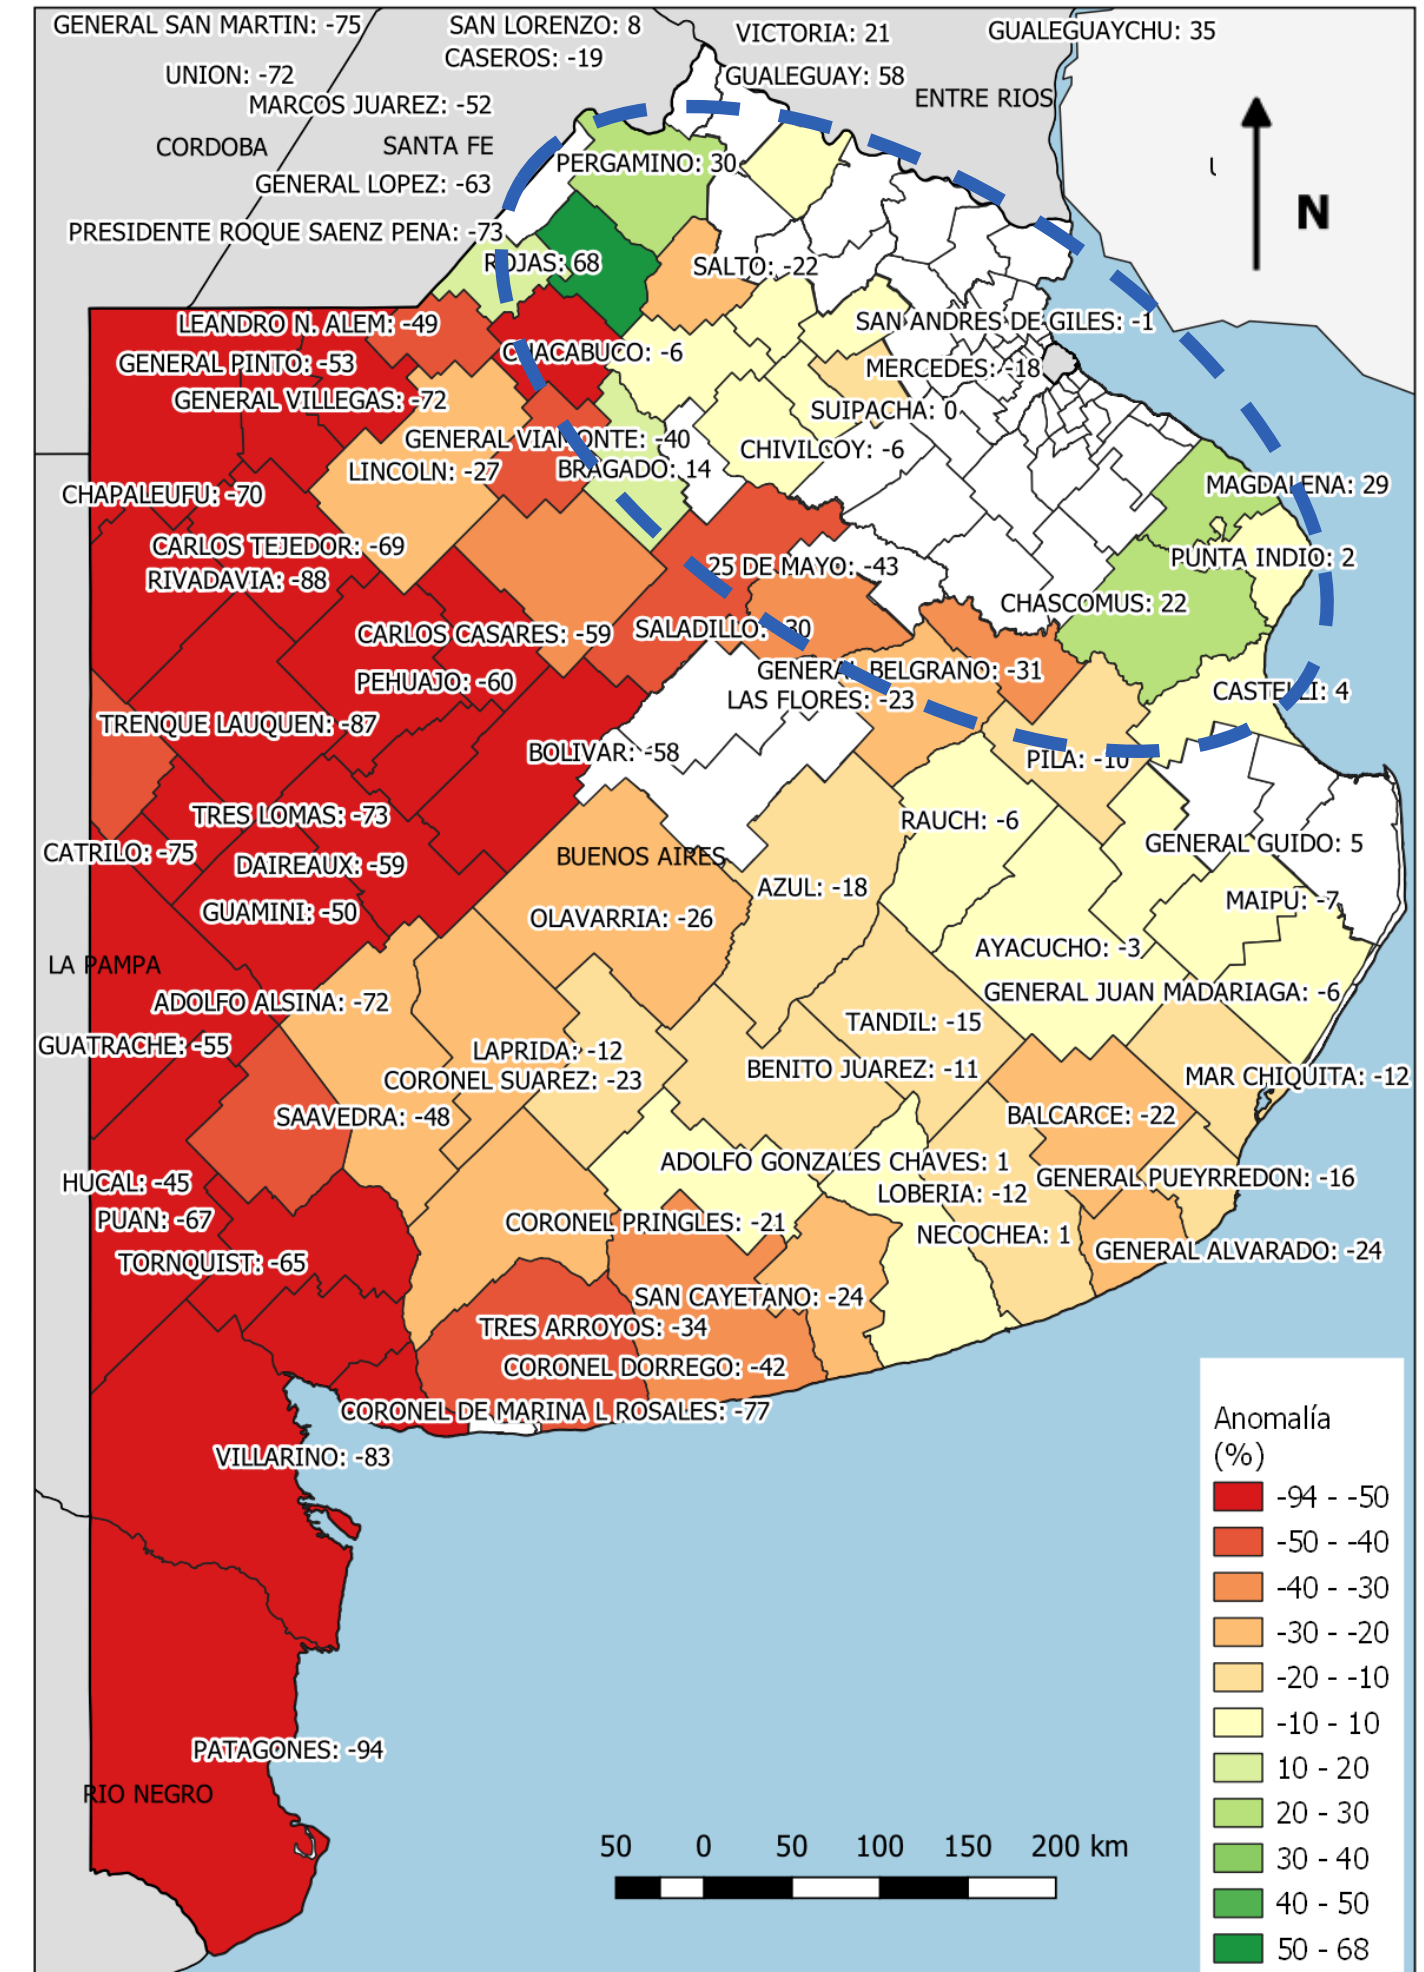 GENERAL SAN MARTIN: -75
SAN LORENZO: 8
VICTORIA: 21
GUALEGUAYCHU: 35
CASEROS: -19
UNION: -72
GUALEGUAY: 58
MARCOS JUAREZ: -52
ENTRE RIOS
CORDOBA
SANTA FE
PERGAMINO: 30
GENERAL LOPEZ: -63
N
PRESIDENTE ROQUE SAENZ PENA: -73
ROJAS: 68
SALTO: -22
LEANDRO N. ALEM: -49
SAN ANDRES DE GILES: -1
CHACABUCO: -6
GENERAL PINTO: -53
MERCEDES: -18
GENERAL VILLEGAS: -72
SUIPACHA: 0
GENERAL VIAMONTE: -40
CHIVILCOY: -6
LINCOLN: -27
BRAGADO: 14
MAGDALENA: 29
CHAPALEUFU: -70
CARLOS TEJEDOR: -69
PUNTA INDIO: 2
25 DE MAYO: -43
RIVADAVIA: -88
CHASCOMUS: 22
CARLOS CASARES: -59
SALADILLO: -30
GENERAL BELGRANO: -31
PEHUAJO: -60
CASTELLI: 4
LAS FLORES: -23
TRENQUE LAUQUEN: -87
BOLIVAR: -58
PILA: -10
TRES LOMAS: -73
RAUCH: -6
GENERAL GUIDO: 5
CATRILO: -75
BUENOS AIRES
DAIREAUX: -59
AZUL: -18
MAIPU: -7
GUAMINI: -50
OLAVARRIA: -26
AYACUCHO: -3
LA PAMPA
GENERAL JUAN MADARIAGA: -6
ADOLFO ALSINA: -72
TANDIL: -15
GUATRACHE: -55
LAPRIDA: -12
BENITO JUAREZ: -11
MAR CHIQUITA: -12
CORONEL SUAREZ: -23
SAAVEDRA: -48
BALCARCE: -22
ADOLFO GONZALES CHAVES: 1
GENERAL PUEYRREDON: -16
HUCAL: -45
LOBERIA: -12
PUAN: -67
CORONEL PRINGLES: -21
NECOCHEA: 1
GENERAL ALVARADO: -24
TORNQUIST: -65
SAN CAYETANO: -24
TRES ARROYOS: -34
CORONEL DORREGO: -42
CORONEL DE MARINA L ROSALES: -77
VILLARINO: -83
PATAGONES: -94
RIO NEGRO
50 0 50 100 150 200 km
Anomalía
(%)
-94 - -50
-50 - -40
-40 - -30
-30 - -20
-20 - -10
-10 - 10
10 - 20
20 - 30
30 - 40
40 - 50
50 - 68